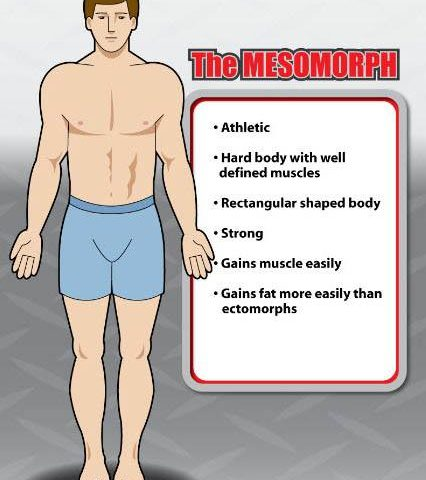 The MESOMORPH
• Athletic
• Hard body with well
defined muscles
• Rectangular shaped body
• Strong
• Gains muscle easily
• Gains fat more easily than
ectomorphs